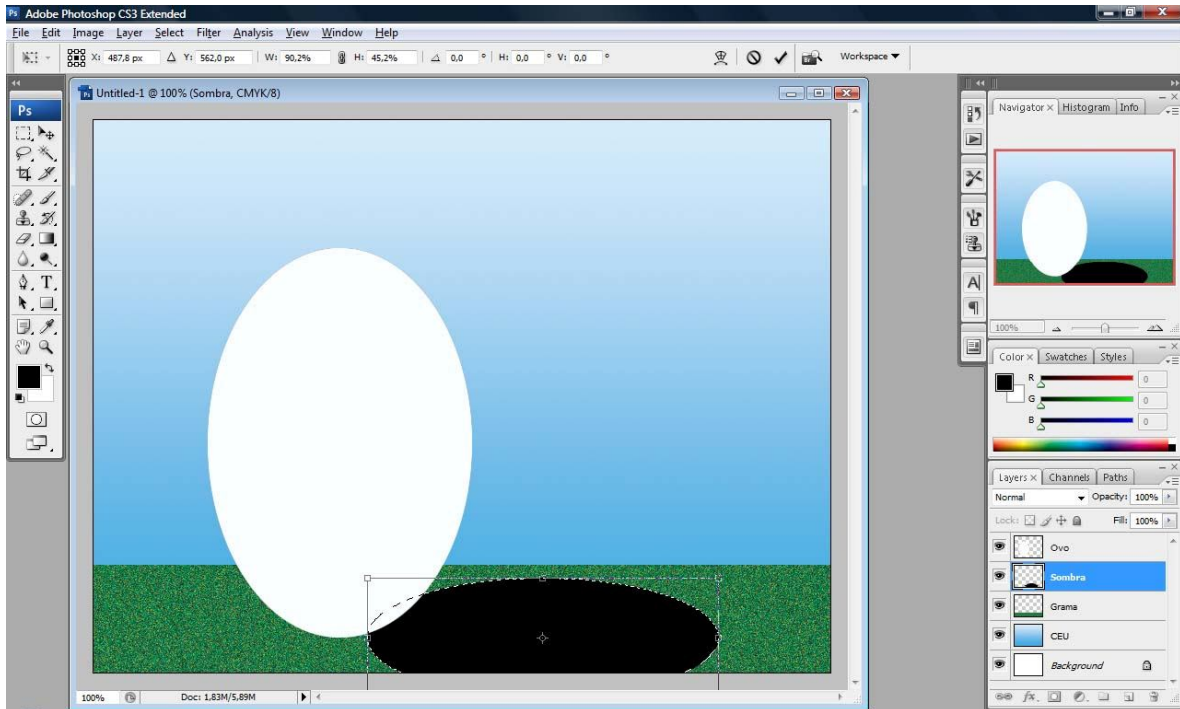 Ps Adobe Photoshop CS3 Extended
File Edit Image Layer Select Filter Analysis View Window Help
X: 487,8 px Y: 562,0 px W: 90,2% H: 45,2% 0,0 ° H: 0,0 ° V: 0,0 ° Workspace
Untitled-1 @ 100% (Sombra, CMYK/8)
Ps
T
A
Navigator × Histogram Info
100%
Color × Swatches Styles
R 0
G 0
B 0
Layers × Channels Paths
Normal Opacity: 100%
Lock: Fill: 100%
Ovo
Sombra
Grama
CEU
Background
fx
100% Doc: 1,83M/5,89M